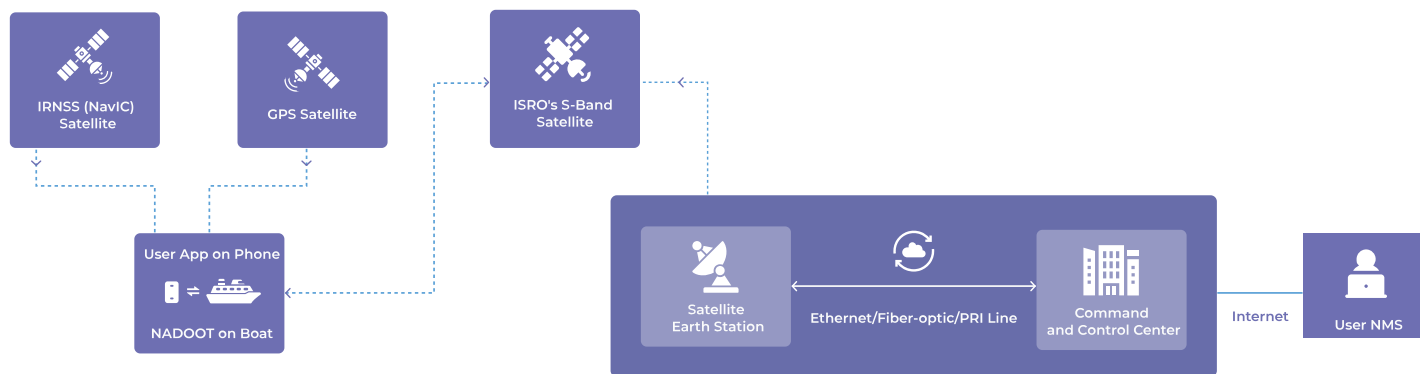 IRNSS (NavIC)
Satellite
GPS Satellite
ISRO's S-Band
Satellite
User App on Phone
NADOOT on Boat
Satellite
Earth Station
Ethernet/Fiber-optic/PRI Line
Command
and Control Center
Internet
User NMS